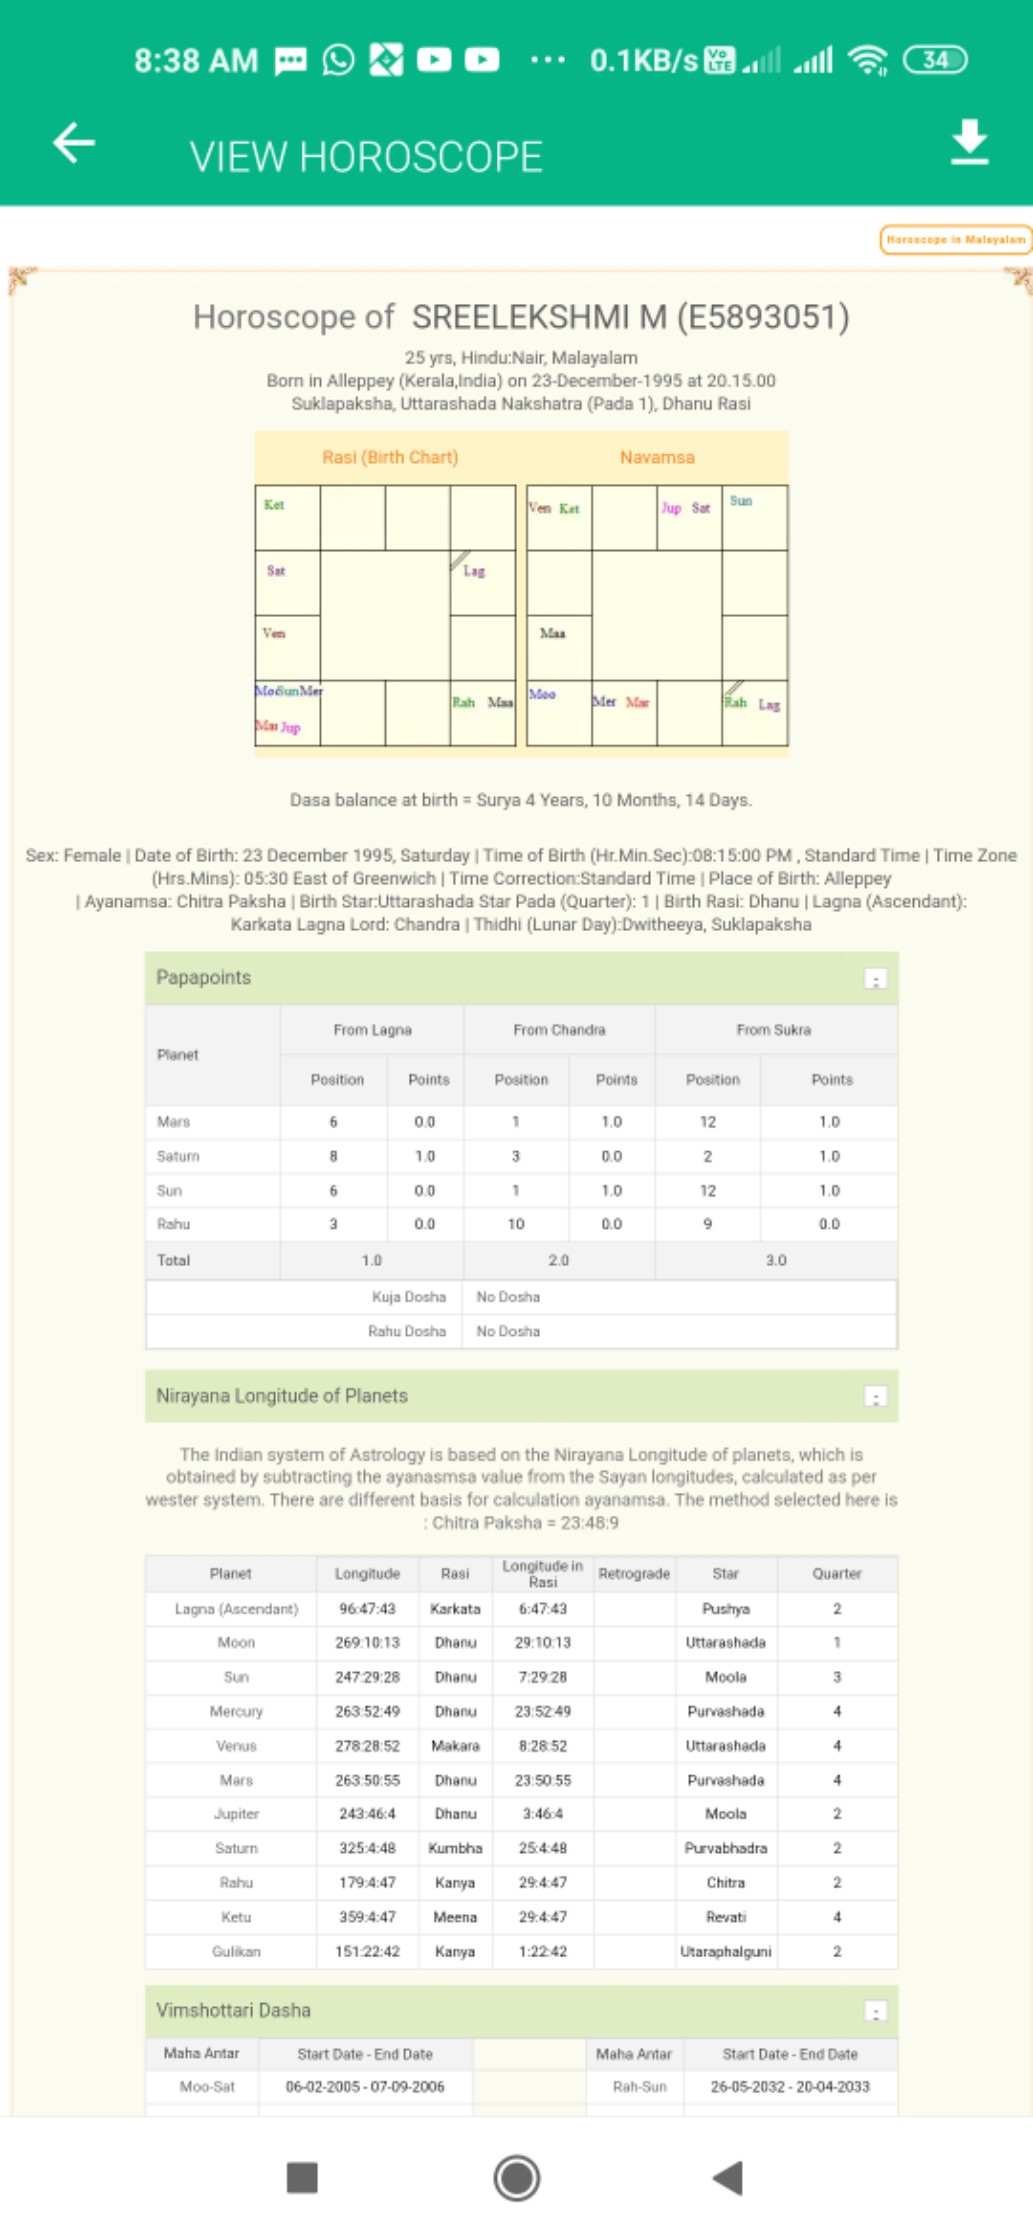 8:38 AM ... 0.1KB/s Vo LTE 34
VIEW HOROSCOPE
Horoscope in Malayalam
Horoscope of SREELEKSHMI M (E5893051)
25 yrs, Hindu:Nair, Malayalam
Born in Alleppey (Kerala,India) on 23-December-1995 at 20.15.00
Suklapaksha, Uttarashada Nakshatra (Pada 1), Dhanu Rasi
Rasi (Birth Chart) Navamsa
Ket Ven Ket Jup Sat Sun
Sat Lag
Ven Maa
Moo Sun Mer Rah Maa Moo Mer Mar Rah Lag
Mar Jup
Dasa balance at birth = Surya 4 Years, 10 Months, 14 Days.
Sex: Female | Date of Birth: 23 December 1995, Saturday | Time of Birth (Hr.Min.Sec):08:15:00 PM , Standard Time | Time Zone
(Hrs.Mins): 05:30 East of Greenwich | Time Correction:Standard Time | Place of Birth: Alleppey
| Ayanamsa: Chitra Paksha | Birth Star:Uttarashada Star Pada (Quarter): 1 | Birth Rasi: Dhanu | Lagna (Ascendant):
Karkata Lagna Lord: Chandra | Thidhi (Lunar Day):Dwitheeya, Suklapaksha
Papapoints -
Planet From Lagna From Chandra From Sukra
Position Points Position Points Position Points
Mars 6 0.0 1 1.0 12 1.0
Saturn 8 1.0 3 0.0 2 1.0
Sun 6 0.0 1 1.0 12 1.0
Rahu 3 0.0 10 0.0 9 0.0
Total 1.0 2.0 3.0
Kuja Dosha No Dosha
Rahu Dosha No Dosha
Nirayana Longitude of Planets -
The Indian system of Astrology is based on the Nirayana Longitude of planets, which is
obtained by subtracting the ayanasmsa value from the Sayan longitudes, calculated as per
wester system. There are different basis for calculation ayanamsa. The method selected here is
: Chitra Paksha = 23:48:9
Planet Longitude Rasi Longitude in Rasi Retrograde Star Quarter
Lagna (Ascendant) 96:47:43 Karkata 6:47:43 Pushya 2
Moon 269:10:13 Dhanu 29:10:13 Uttarashada 1
Sun 247:29:28 Dhanu 7:29:28 Moola 3
Mercury 263:52:49 Dhanu 23:52:49 Purvashada 4
Venus 278:28:52 Makara 8:28:52 Uttarashada 4
Mars 263:50:55 Dhanu 23:50:55 Purvashada 4
Jupiter 243:46:4 Dhanu 3:46:4 Moola 2
Saturn 325:4:48 Kumbha 25:4:48 Purvabhadra 2
Rahu 179:4:47 Kanya 29:4:47 Chitra 2
Ketu 359:4:47 Meena 29:4:47 Revati 4
Gulikan 151:22:42 Kanya 1:22:42 Utaraphalguni 2
Vimshottari Dasha -
Maha Antar Start Date - End Date Maha Antar Start Date - End Date
Moo-Sat 06-02-2005 - 07-09-2006 Rah-Sun 26-05-2032 - 20-04-2033